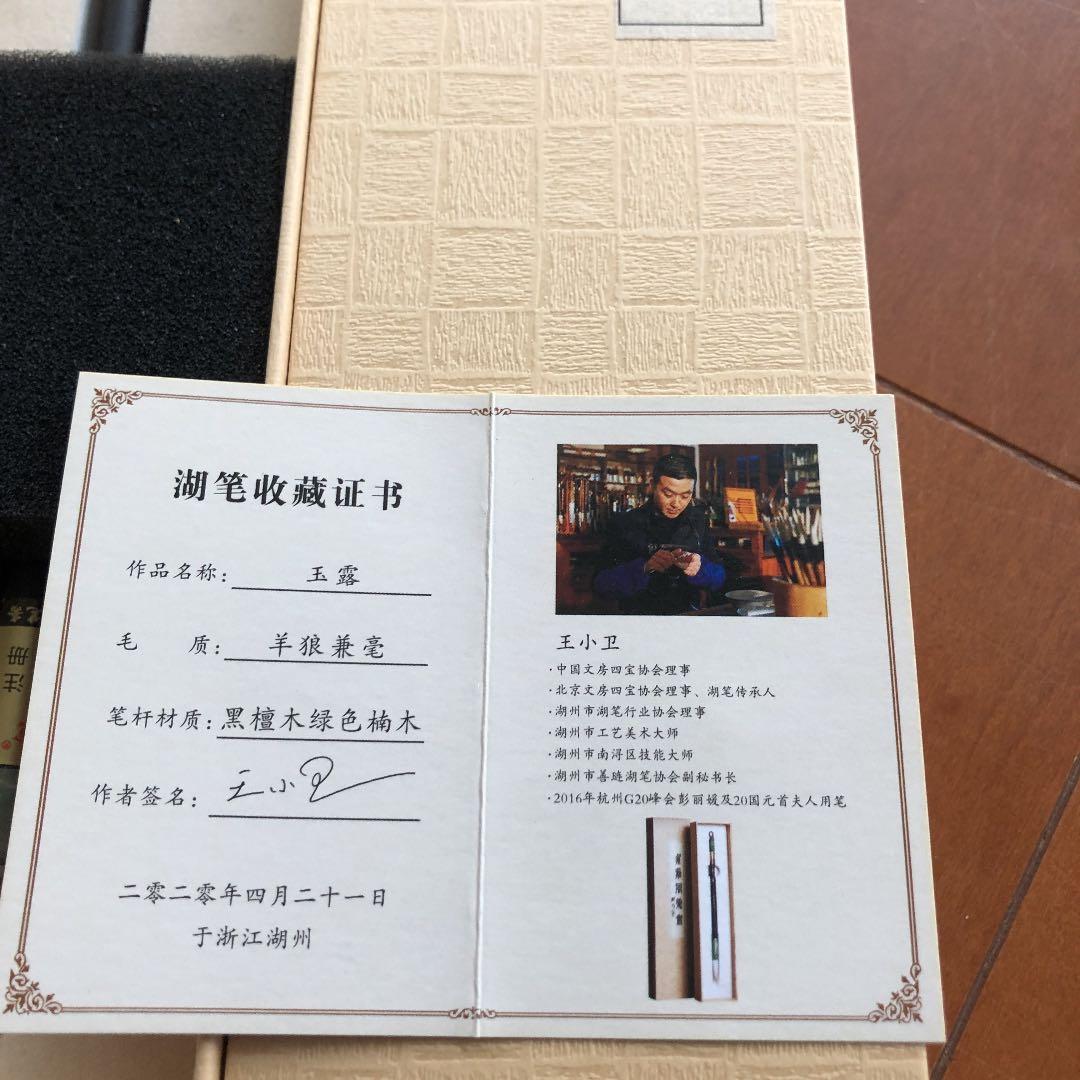 湖笔收藏证书
作品名称：玉露
毛 质：羊狼兼毫
笔杆材质：黑檀木绿色楠木
作者签名：王小卫
二零二零年四月二十一日
于浙江湖州
王小卫
·中国文房四宝协会理事
·北京文房四宝协会理事、湖笔传承人
·湖州市湖笔行业协会理事
·湖州市工艺美术大师
·湖州市南浔区技能大师
·湖州市善琏湖笔协会副秘书长
·2016年杭州G20峰会彭丽媛及20国元首夫人用笔
注册